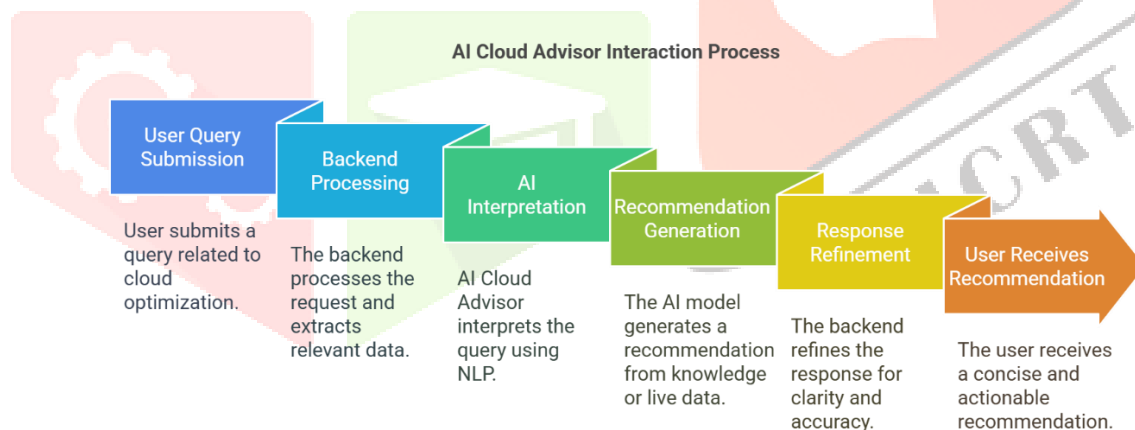 AI Cloud Advisor Interaction Process
User Query
Submission
User submits a
query related to
cloud
optimization.
Backend
Processing
The backend
processes the
request and
extracts
relevant data.
AI
Interpretation
AI Cloud
Advisor
interprets the
query using
NLP.
Recommendation
Generation
The AI model
generates a
recommendation
from knowledge
or live data.
Response
Refinement
The backend
refines the
response for
clarity and
accuracy.
User Receives
Recommendation
The user receives
a concise and
actionable
recommendation.